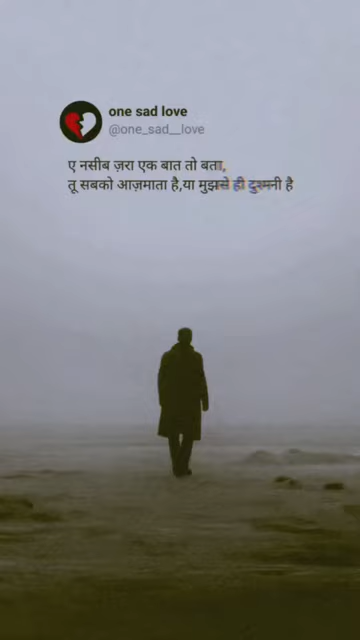 one sad love
@one_sad__love
ए नसीब ज़रा एक बात तो बता,
तू सबको आज़माता है,या मुझसे ही दुश्मनी है